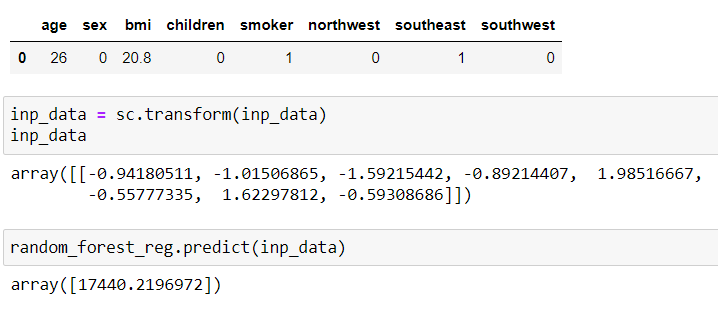 age sex bmi children smoker northwest southeast southwest
0 26 0 20.8 0 1 0 1 0
inp_data = sc.transform(inp_data)
inp_data
array([[-0.94180511, -1.01506865, -1.59215442, -0.89214407,  1.98516667,
-0.55777335,  1.62297812, -0.59308686]])
random_forest_reg.predict(inp_data)
array([17440.2196972])